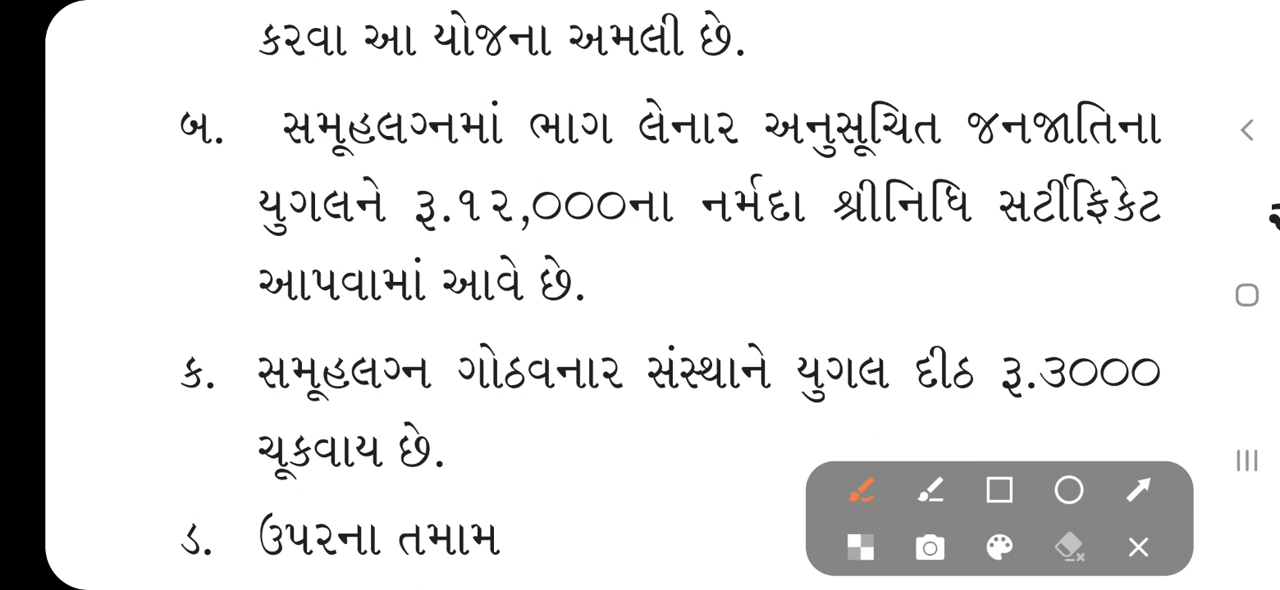 કરવા આ યોજના અમલી છે.
બ. સમૂહલગ્નમાં ભાગ લેનાર અનુસૂચિત જનજાતિના
યુગલને રૂ.૧૨,૦૦૦ના નર્મદા શ્રીનિધિ સર્ટીફિકેટ
આપવામાં આવે છે.
ક. સમૂહલગ્ન ગોઠવનાર સંસ્થાને યુગલ દીઠ રૂ.૩૦૦૦
ચૂકવાય છે.
ડ. ઉપરના તમામ